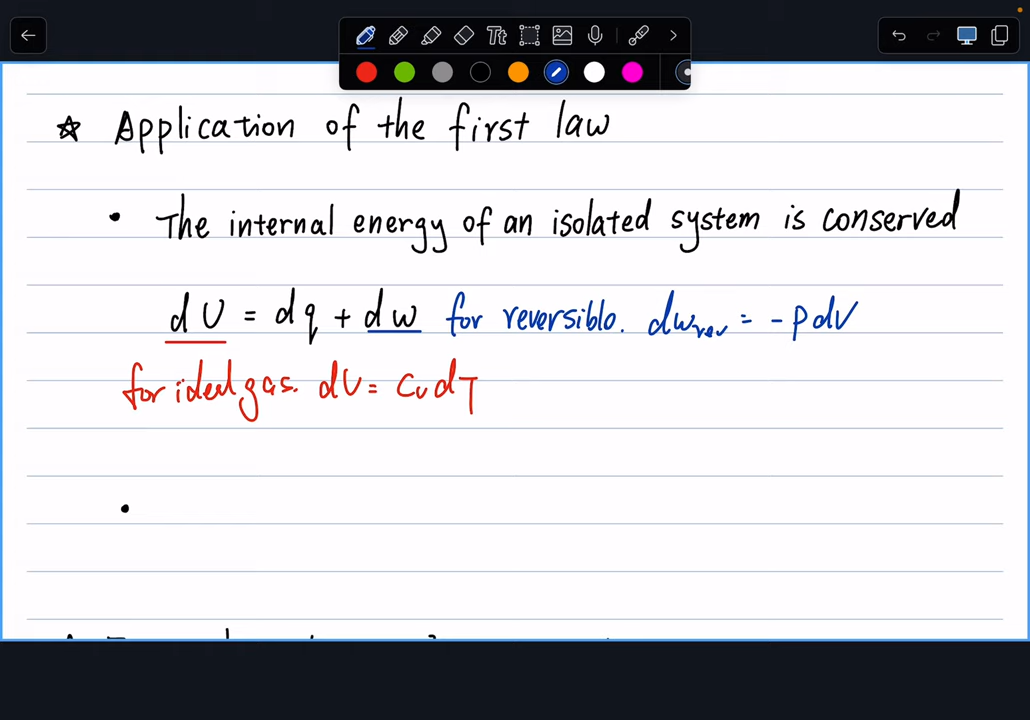 ☆ Application of the first law
• The internal energy of an isolated system is conserved
dU = dq + dw for reversible. dwrev = -pdV
for ideal gas. dU = CvdT
•